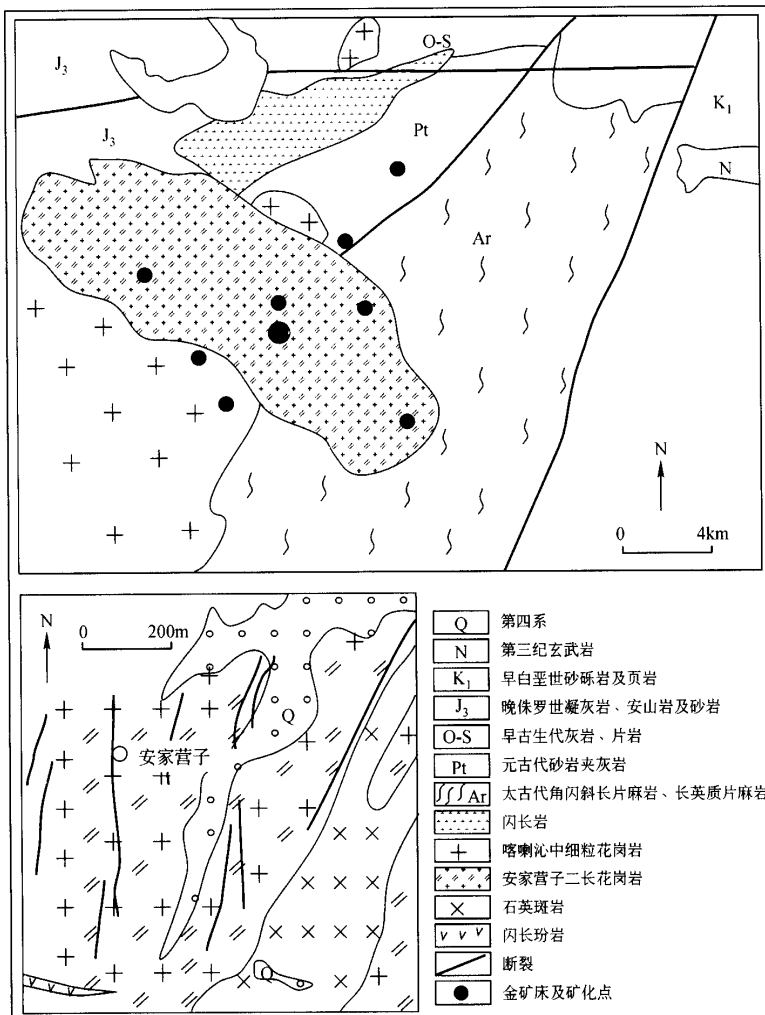 O-S
J₃
K₁
J₃
Pt
N
Ar
N
0 4km
N
0 200m
Q
安家营子
Q
Q 第四系
N 第三纪玄武岩
K₁ 早白垩世砂砾岩及页岩
J₃ 晚侏罗世凝灰岩、安山岩及砂岩
O-S 早古生代灰岩、片岩
Pt 元古代砂岩夹灰岩
Ar 太古代角闪斜长片麻岩、长英质片麻岩
闪长岩
喀喇沁中细粒花岗岩
安家营子二长花岗岩
石英斑岩
闪长玢岩
断裂
金矿床及矿化点